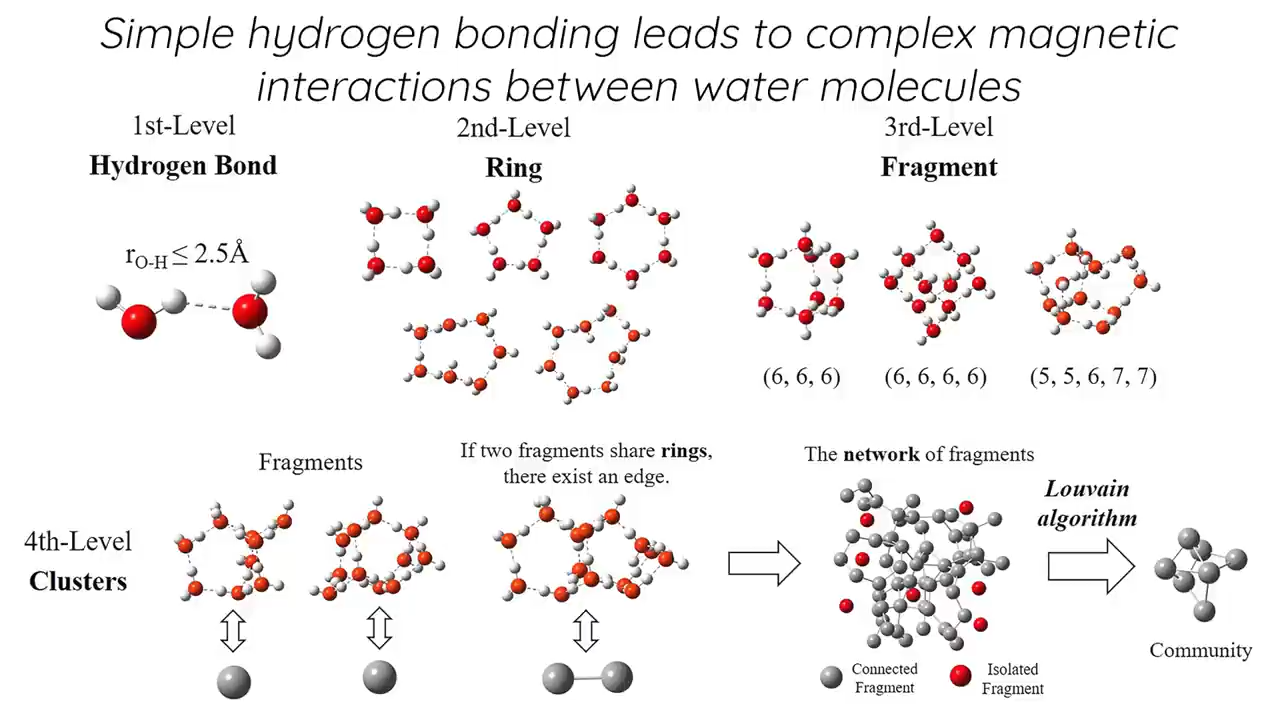 Simple hydrogen bonding leads to complex magnetic
interactions between water molecules
1st-Level
Hydrogen Bond
r_O-H ≤ 2.5Å
2nd-Level
Ring
3rd-Level
Fragment
(6, 6, 6)
(6, 6, 6, 6)
(5, 5, 6, 7, 7)
4th-Level
Clusters
Fragments
If two fragments share rings,
there exist an edge.
The network of fragments
Louvain
algorithm
Connected
Fragment
Isolated
Fragment
Community